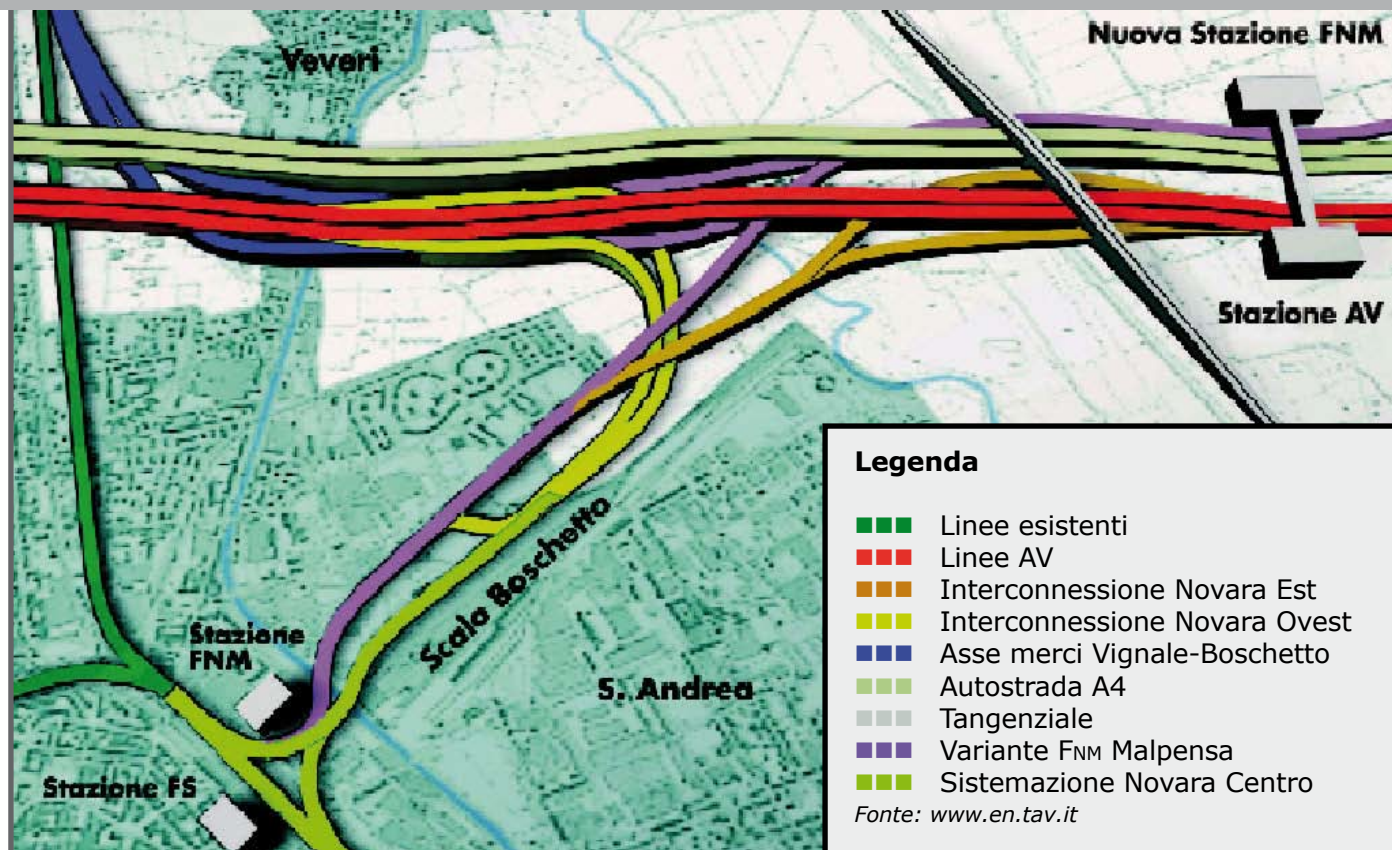 Veveri
Nuova Stazione FNM
Stazione AV
Stazione
FNM
Scala Boschetto
S. Andrea
Stazione FS
Legenda
Linee esistenti
Linee AV
Interconnessione Novara Est
Interconnessione Novara Ovest
Asse merci Vignale-Boschetto
Autostrada A4
Tangenziale
Variante FNM Malpensa
Sistemazione Novara Centro
Fonte: www.en.tav.it